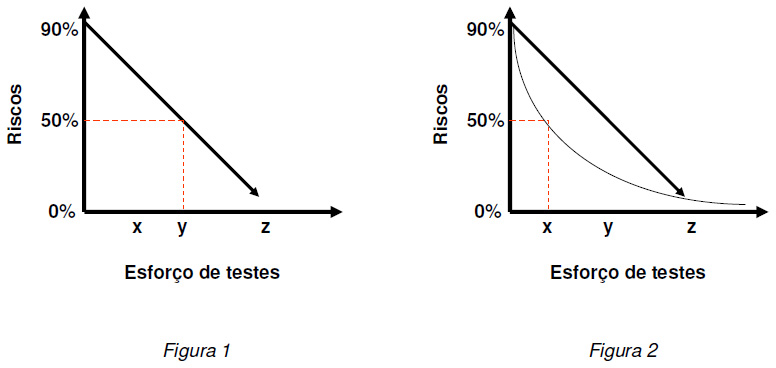 90%
50%
0%
Riscos
x y z
Esforço de testes
Figura 1
90%
50%
0%
Riscos
x y z
Esforço de testes
Figura 2